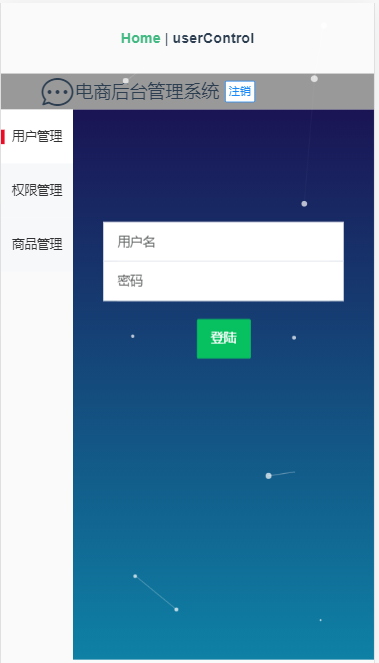 Home | userControl
电商后台管理系统 注销
用户管理
权限管理
商品管理
用户名
密码
登陆